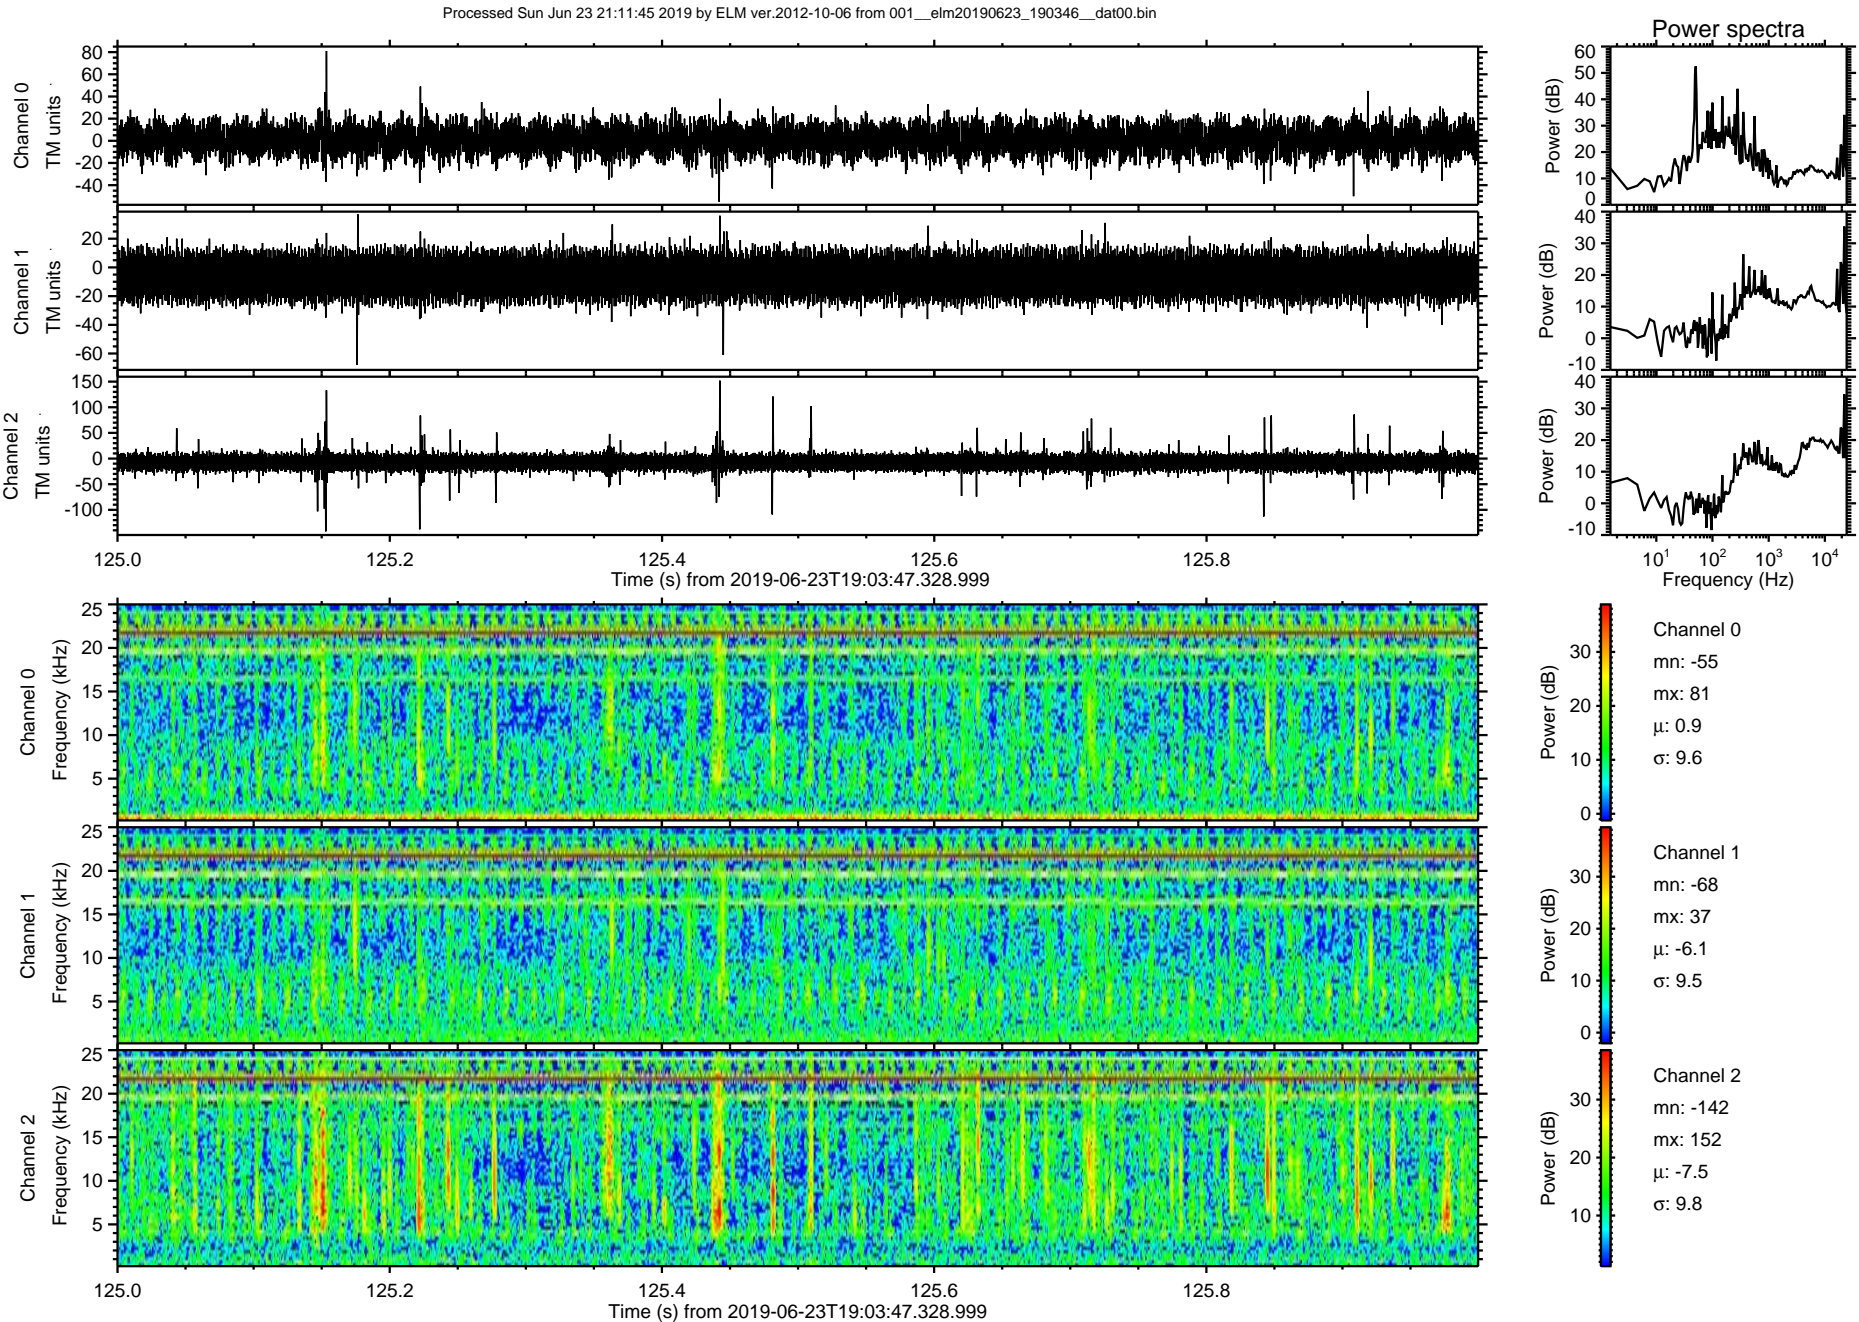 Processed Sun Jun 23 21:11:45 2019 by ELM ver.2012-10-06 from 001__elm20190623_190346__dat00.bin
Power spectra
Channel 0
TM units
80
60
40
20
0
-20
-40
Power (dB)
60
50
40
30
20
10
0
Channel 1
TM units
20
0
-20
-40
-60
Power (dB)
40
30
20
10
0
-10
Channel 2
TM units
150
100
50
0
-50
-100
Power (dB)
40
30
20
10
0
-10
125.0 125.2 125.4 125.6 125.8
Time (s) from 2019-06-23T19:03:47.328.999
10¹ 10² 10³ 10⁴
Frequency (Hz)
Channel 0
Frequency (kHz)
25
20
15
10
5
Power (dB)
30
20
10
0
Channel 0
mn: -55
mx: 81
µ: 0.9
σ: 9.6
Channel 1
Frequency (kHz)
25
20
15
10
5
Power (dB)
30
20
10
0
Channel 1
mn: -68
mx: 37
µ: -6.1
σ: 9.5
Channel 2
Frequency (kHz)
25
20
15
10
5
Power (dB)
30
20
10
Channel 2
mn: -142
mx: 152
µ: -7.5
σ: 9.8
125.0 125.2 125.4 125.6 125.8
Time (s) from 2019-06-23T19:03:47.328.999